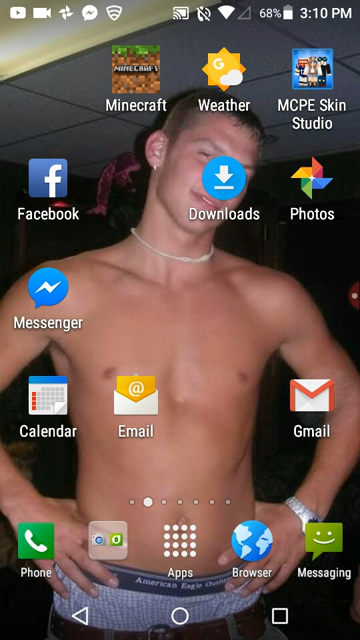 68% 3:10 PM
MINECRAFT
G
Minecraft
Weather
MCPE Skin
Studio
Facebook
Downloads
Photos
Messenger
@
Calendar
Email
Gmail
Phone
Apps
Browser
Messaging
American Eagle Outfi